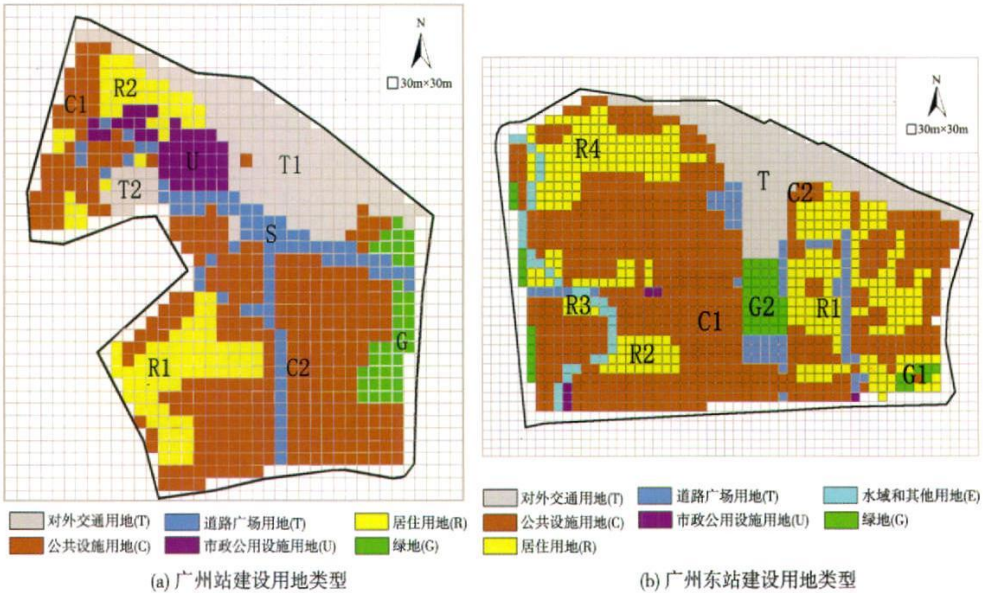 N
30m×30m
R2
C1
U
T1
T2
S
R1
C2
G
对外交通用地(T)
道路广场用地(T)
居住用地(R)
公共设施用地(C)
市政公用设施用地(U)
绿地(G)
(a) 广州站建设用地类型
N
30m×30m
R4
T
C2
R3
G2
R1
C1
R2
G1
对外交通用地(T)
道路广场用地(T)
水域和其他用地(E)
公共设施用地(C)
市政公用设施用地(U)
绿地(G)
居住用地(R)
(b) 广州东站建设用地类型